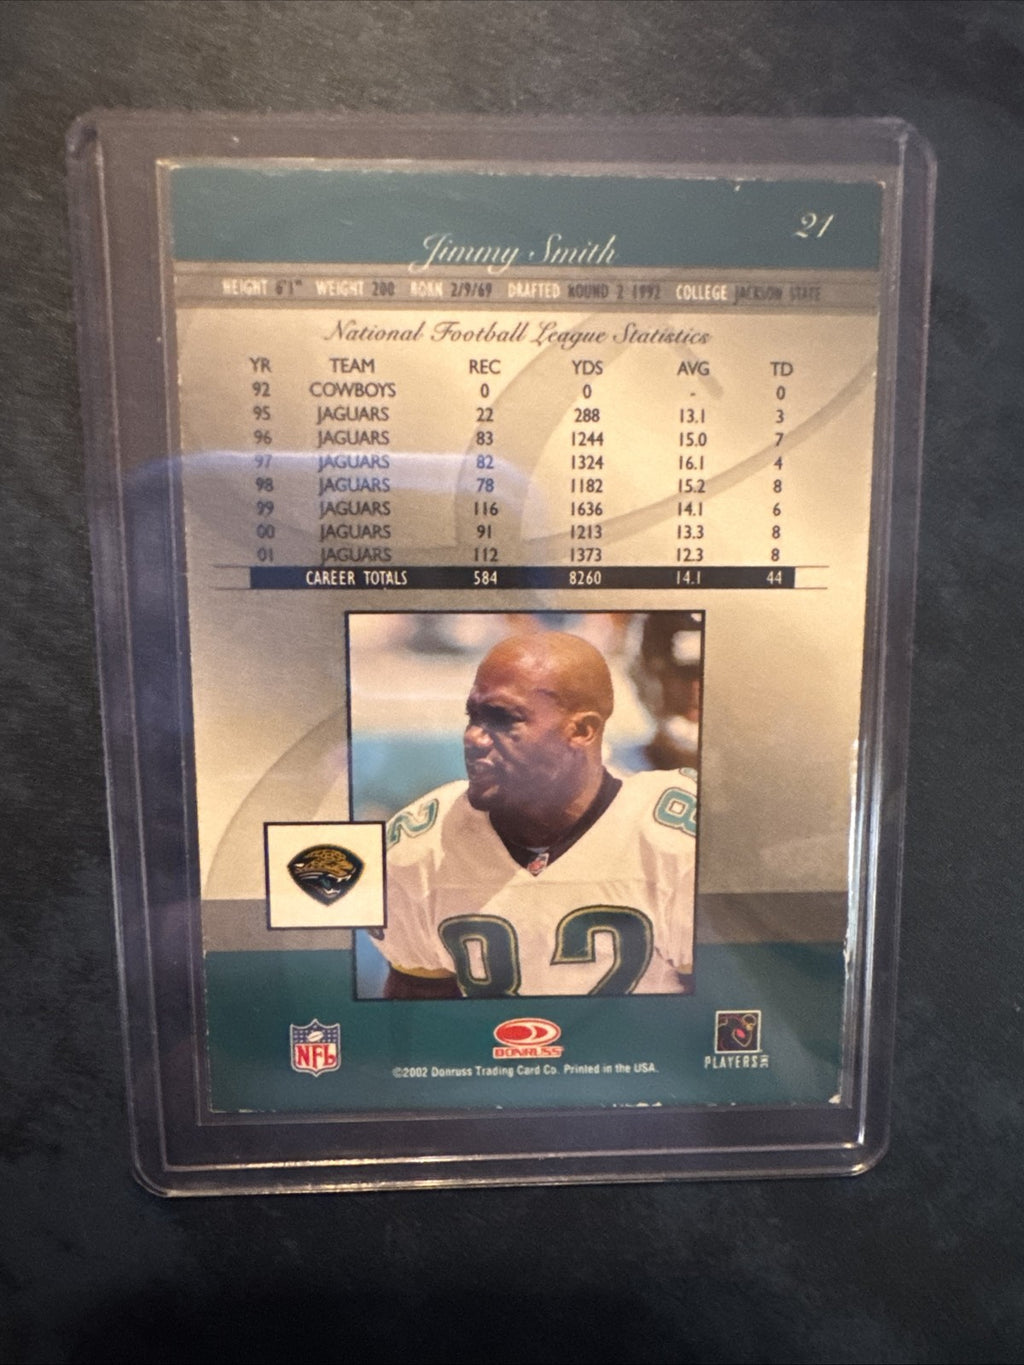 21
Jimmy Smith
HEIGHT 6'1" WEIGHT 200 BORN 2/9/69 DRAFTED ROUND 2 1992 COLLEGE JACKSON STATE
National Football League Statistics
YR TEAM REC YDS AVG TD
92 COWBOYS 0 0 - 0
95 JAGUARS 22 288 13.1 3
96 JAGUARS 83 1244 15.0 7
97 JAGUARS 82 1324 16.1 4
98 JAGUARS 78 1182 15.2 8
99 JAGUARS 116 1636 14.1 6
00 JAGUARS 91 1213 13.3 8
01 JAGUARS 112 1373 12.3 8
CAREER TOTALS 584 8260 14.1 44
82 8
82
NFL DONRUSS PLAYERS INC
©2002 Donruss Trading Card Co. Printed in the USA.